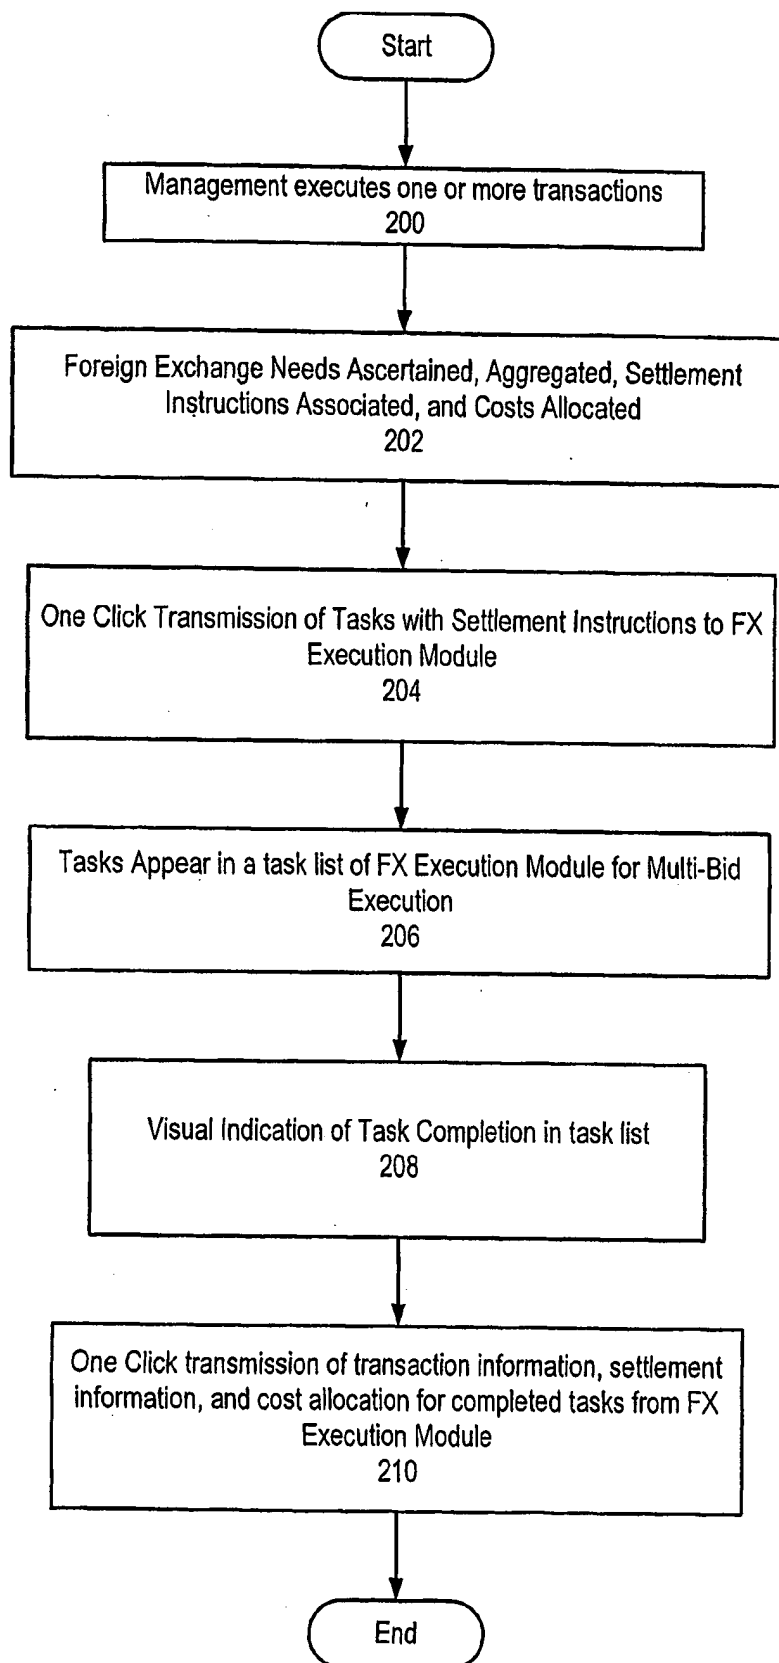 Start
Management executes one or more transactions
200
Foreign Exchange Needs Ascertained, Aggregated, Settlement
Instructions Associated, and Costs Allocated
202
One Click Transmission of Tasks with Settlement Instructions to FX
Execution Module
204
Tasks Appear in a task list of FX Execution Module for Multi-Bid
Execution
206
Visual Indication of Task Completion in task list
208
One Click transmission of transaction information, settlement
information, and cost allocation for completed tasks from FX
Execution Module
210
End